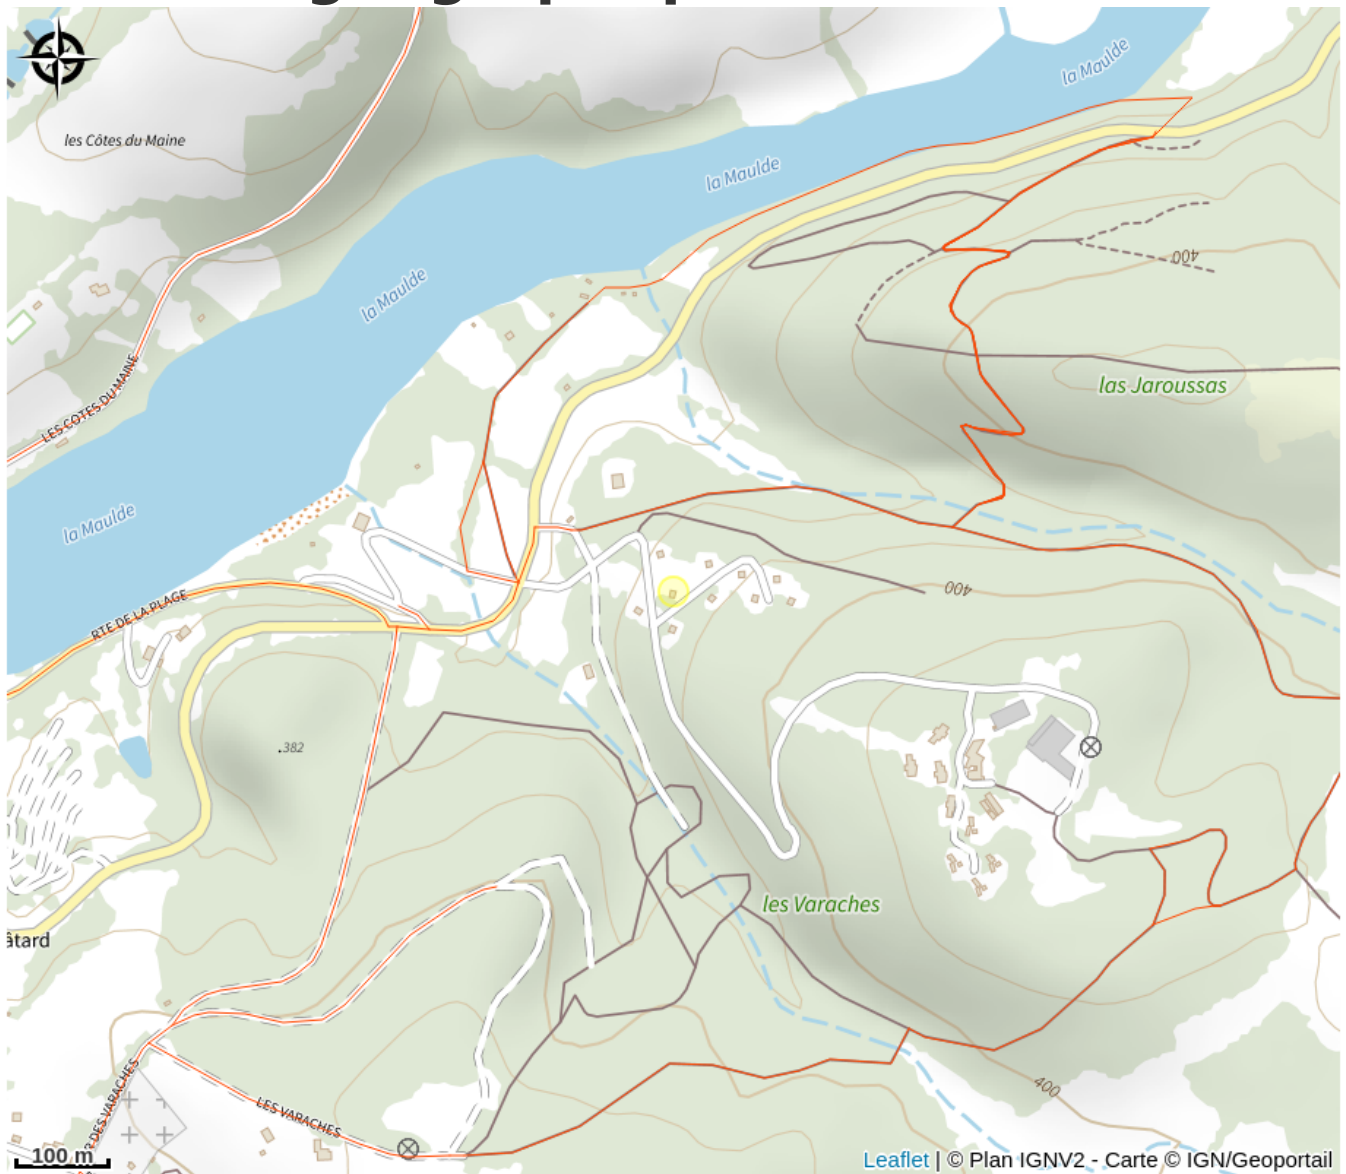 la Maulde
les Côtes du Maine
la Maulde
400
la Maulde
LES COTES DU MAINE
las Jaroussas
la Maulde
400
RTE DE LA PLAGE
.382
les Varaches
âtard
400
DES VARACHES
LES VARACHES
100 m
Leaflet | © Plan IGNV2 - Carte © IGN/Geoportail